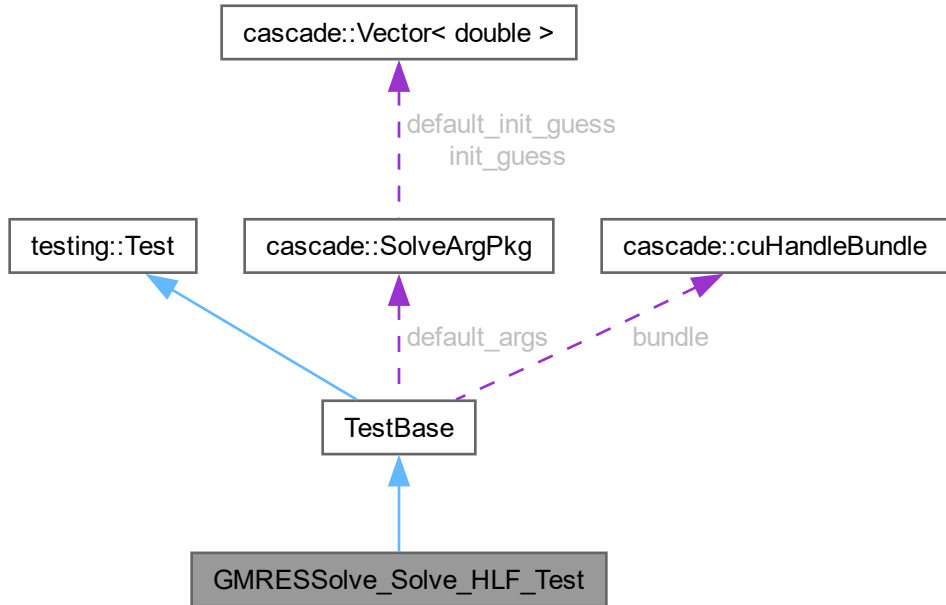 cascade::Vector< double >
default_init_guess
init_guess
testing::Test
cascade::SolveArgPkg
cascade::cuHandleBundle
default_args
bundle
TestBase
GMRESSolve_Solve_HLF_Test